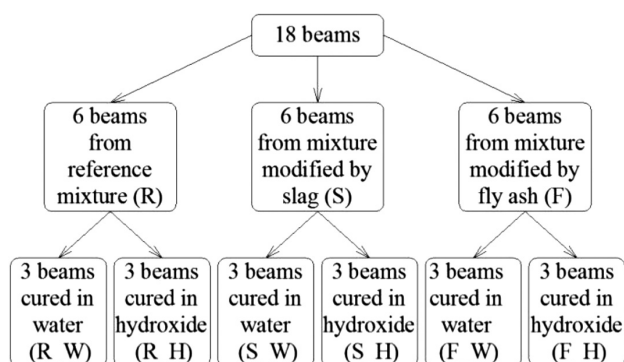 18 beams
6 beams
from
reference
mixture (R)
6 beams
from mixture
modified by
slag (S)
6 beams
from mixture
modified by
fly ash (F)
3 beams
cured in
water
(R W)
3 beams
cured in
hydroxide
(R H)
3 beams
cured in
water
(S W)
3 beams
cured in
hydroxide
(S H)
3 beams
cured in
water
(F W)
3 beams
cured in
hydroxide
(F H)